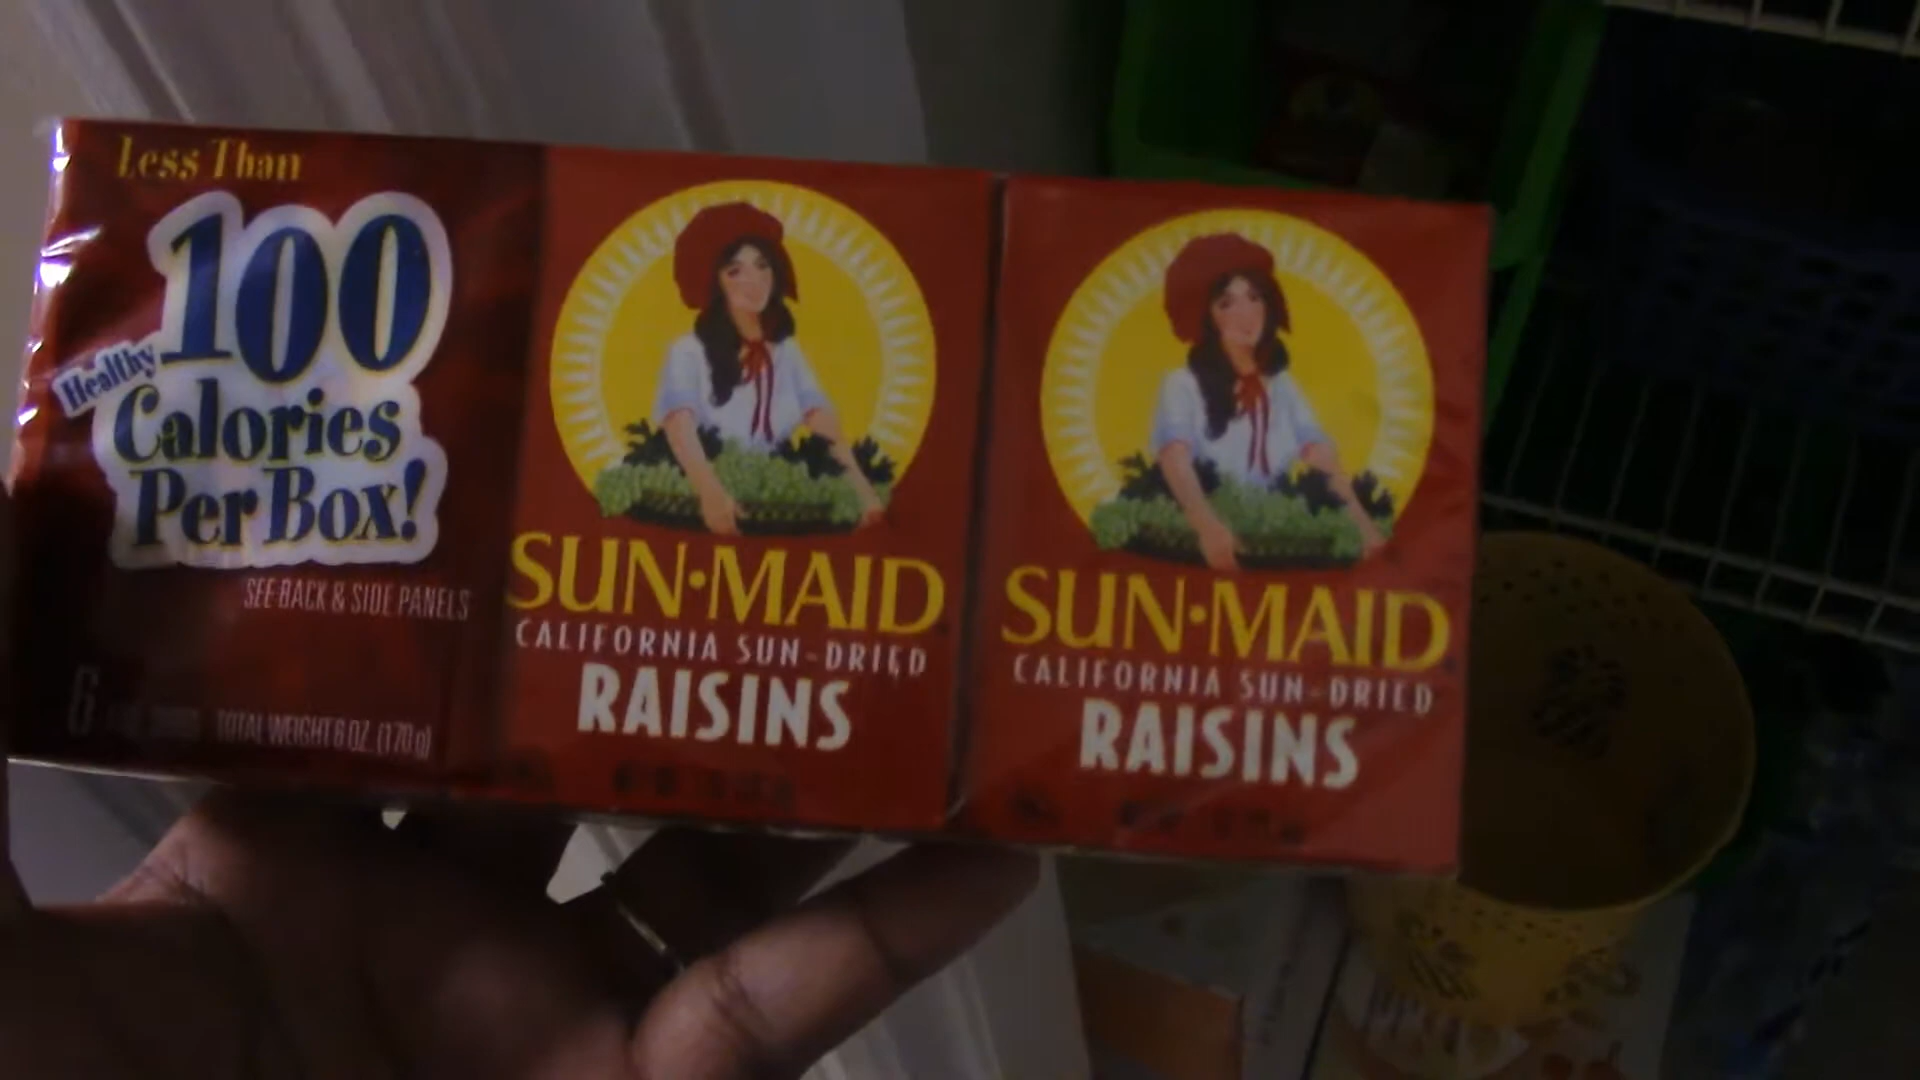 Less Than
100
Healthy
Calories
Per Box!
SEE BACK & SIDE PANELS
6
TOTAL WEIGHT 6 OZ. (170 g)
SUN•MAID
CALIFORNIA SUN-DRIED
RAISINS
SUN•MAID
CALIFORNIA SUN-DRIED
RAISINS